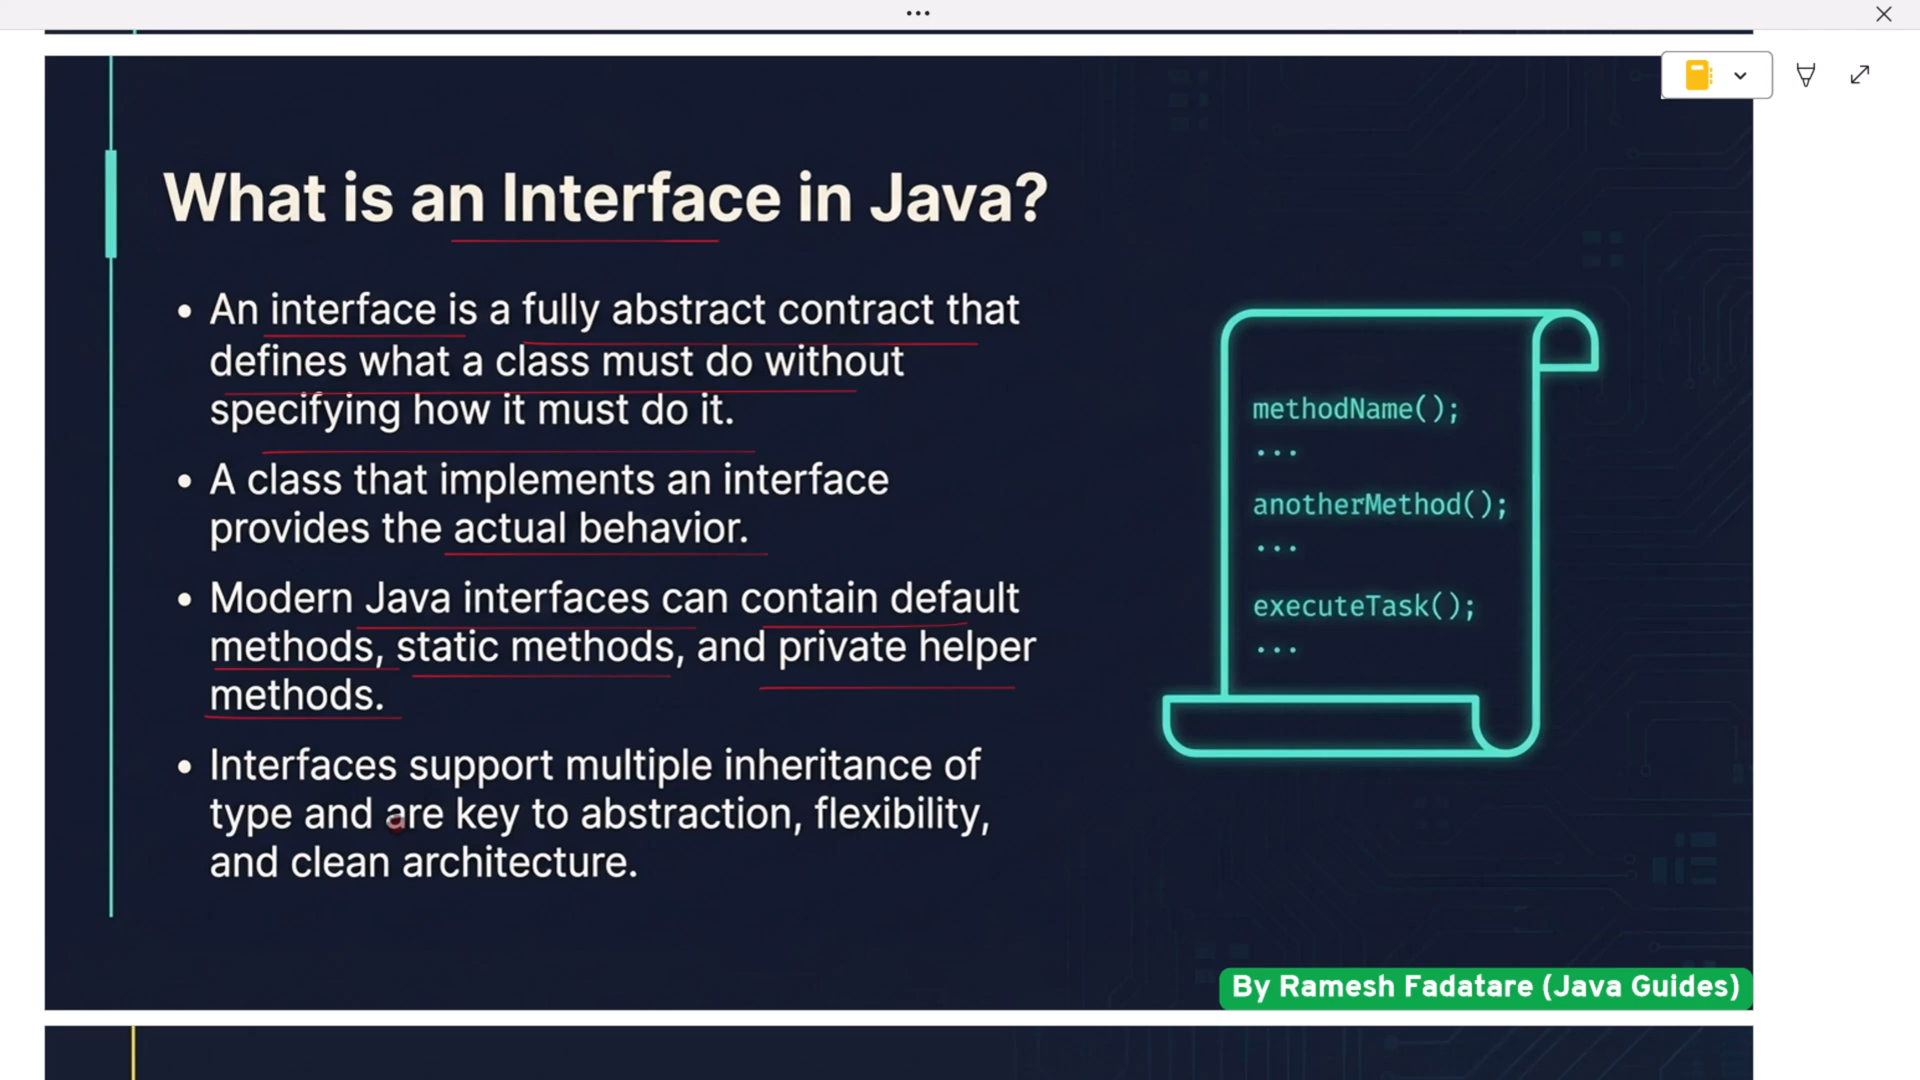 What is an Interface in Java?
• An interface is a fully abstract contract that
defines what a class must do without
specifying how it must do it.
• A class that implements an interface
provides the actual behavior.
• Modern Java interfaces can contain default
methods, static methods, and private helper
methods.
• Interfaces support multiple inheritance of
type and are key to abstraction, flexibility,
and clean architecture.
methodName();
...
anotherMethod();
...
executeTask();
...
By Ramesh Fadatare (Java Guides)